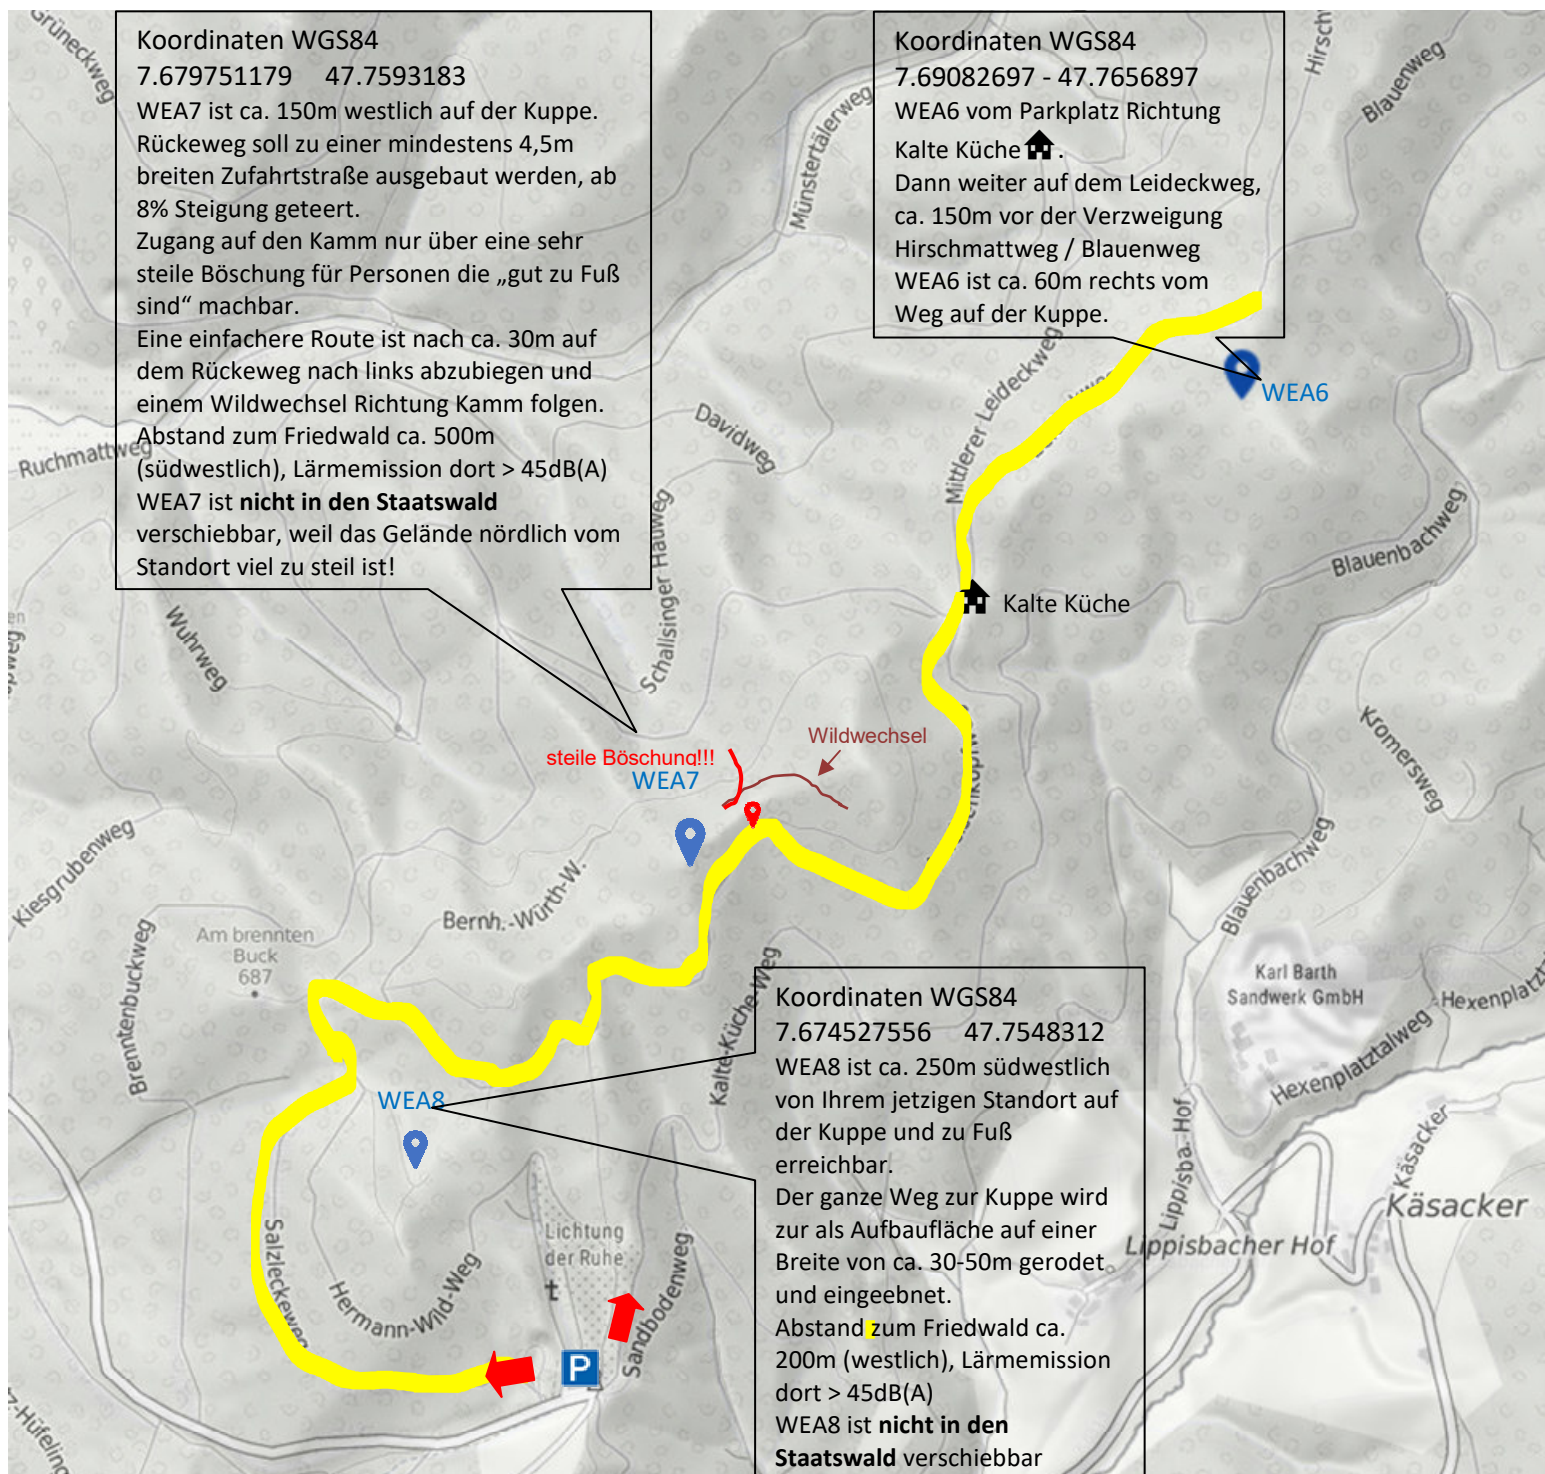 Koordinaten WGS84
7.679751179 47.7593183
WEA7 ist ca. 150m westlich auf der Kuppe.
Rückeweg soll zu einer mindestens 4,5m
breiten Zufahrtstraße ausgebaut werden, ab
8% Steigung geteert.
Zugang auf den Kamm nur über eine sehr
steile Böschung für Personen die „gut zu Fuß
sind“ machbar.
Eine einfachere Route ist nach ca. 30m auf
dem Rückeweg nach links abzubiegen und
einem Wildwechsel Richtung Kamm folgen.
Abstand zum Friedwald ca. 500m
(südwestlich), Lärmemission dort > 45dB(A)
WEA7 ist nicht in den Staatswald
verschiebbar, weil das Gelände nördlich vom
Standort viel zu steil ist!
Koordinaten WGS84
7.69082697 - 47.7656897
WEA6 vom Parkplatz Richtung
Kalte Küche .
Dann weiter auf dem Leideckweg,
ca. 150m vor der Verzweigung
Hirschmattweg / Blauenweg
WEA6 ist ca. 60m rechts vom
Weg auf der Kuppe.
Grüneckweg
Münstertälerweg
Hirsch
Blauenweg
WEA6
Mittlerer Leideckweg
Davidweg
Ruchmattweg
Schallsinger Hauweg
Blauenbachweg
Kalte Küche
Wuhrweg
Kromersweg
Wildwechsel
steile Böschung!!!
WEA7
Kiesgrubenweg
Bernh.-Würth-W.
Blauenbachweg
Brenntenbuckweg
Am brennten
Buck
687
Karl Barth
Sandwerk GmbH
Hexenplatz
Hexenplatztalweg
Kalte-Küche-Weg
WEA8
Koordinaten WGS84
7.674527556 47.7548312
WEA8 ist ca. 250m südwestlich
von Ihrem jetzigen Standort auf
der Kuppe und zu Fuß
erreichbar.
Der ganze Weg zur Kuppe wird
zur als Aufbaufläche auf einer
Breite von ca. 30-50m gerodet
und eingeebnet.
Abstand zum Friedwald ca.
200m (westlich), Lärmemission
dort > 45dB(A)
WEA8 ist nicht in den
Staatswald verschiebbar
Lippisba. Hof
Käsacker
Käsacker
Lippisbacher Hof
Salzleckeweg
Hermann-Wild-Weg
Lichtung
der Ruhe
Sandbodenweg
P